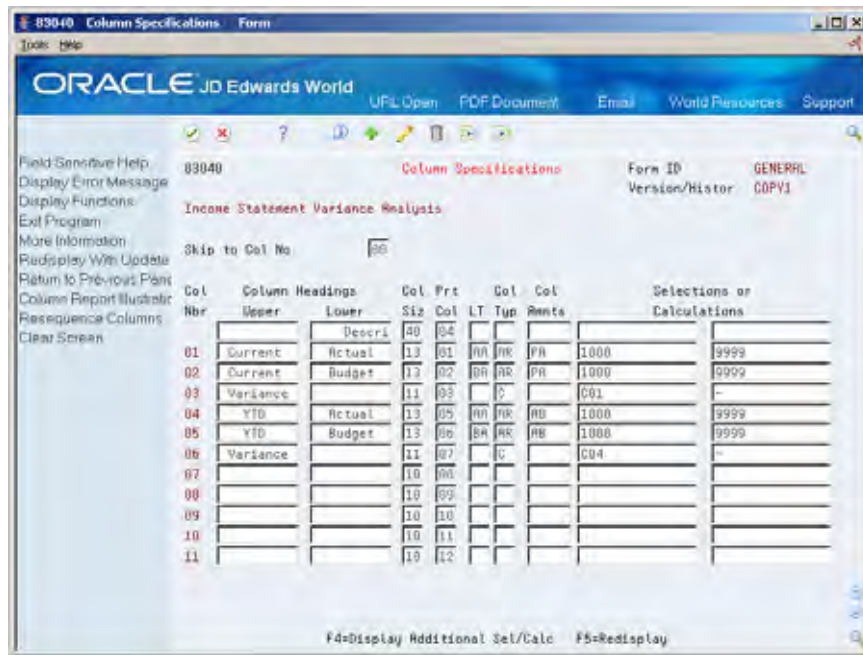 83040 Column Specifications Form
Tools Help
ORACLE JD Edwards World
URL Open PDF Document Email World Resources Support
Field Sensitive Help
Display Error Message
Display Functions
Exit Program
More Information
Redisplay With Update
Return to Previous Pane
Column Report Illustratic
Resequence Columns
Clear Screen
83040 Column Specifications Form ID GENERAL
Version/Histor COPY1
Income Statement Variance Analysis
Skip to Col No
Col Column Headings Col Prt Col Col Selections or
Nbr Upper Lower Siz Col LT Typ Amnts Calculations
Descri 40 04
01 Current Actual 13 01 AA AR PA 1000 9999
02 Current Budget 13 02 BA AR PA 1000 9999
03 Variance 11 03 C C01 -
04 YTD Actual 13 05 AA AR AB 1000 9999
05 YTD Budget 13 06 BA AR AB 1000 9999
06 Variance 11 07 C C04 -
07 10 08
08 10 09
09 10 10
10 10 11
11 10 12
F4=Display Additional Sel/Calc F5=Redisplay